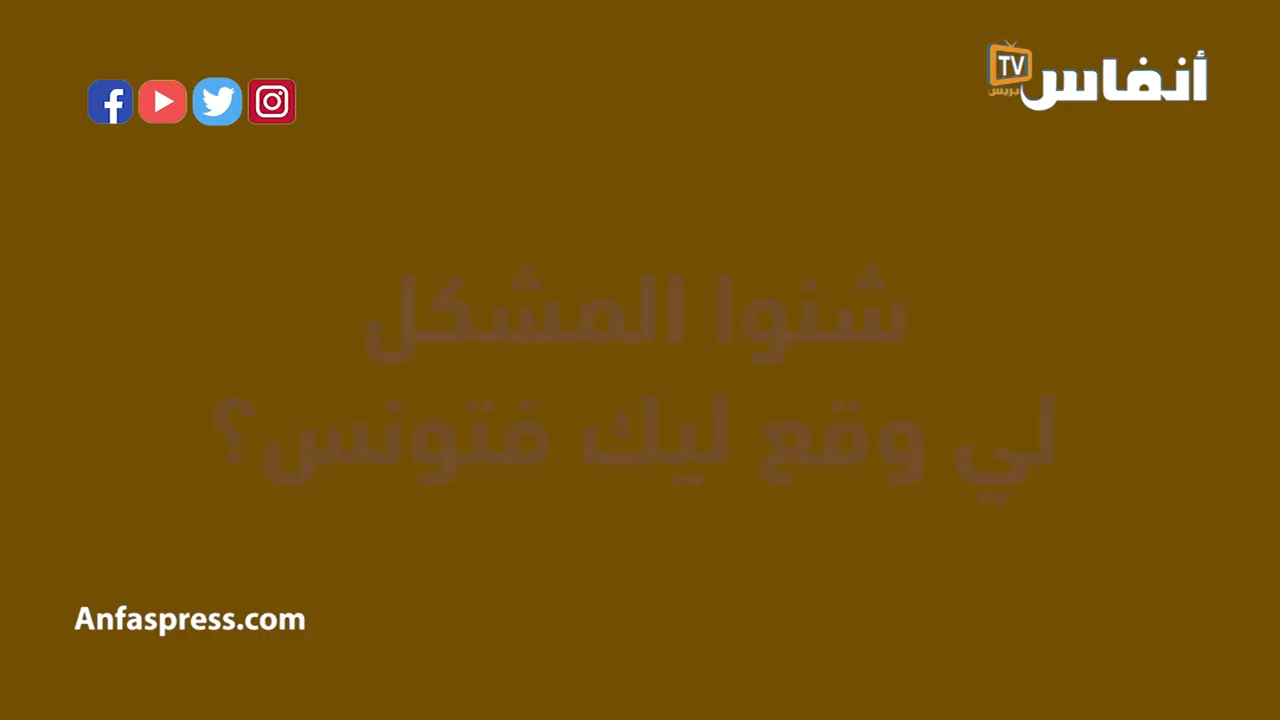 أنفاس
TV
بريس
شنوا المشكل
لي وقع ليك فتونس؟
Anfaspress.com